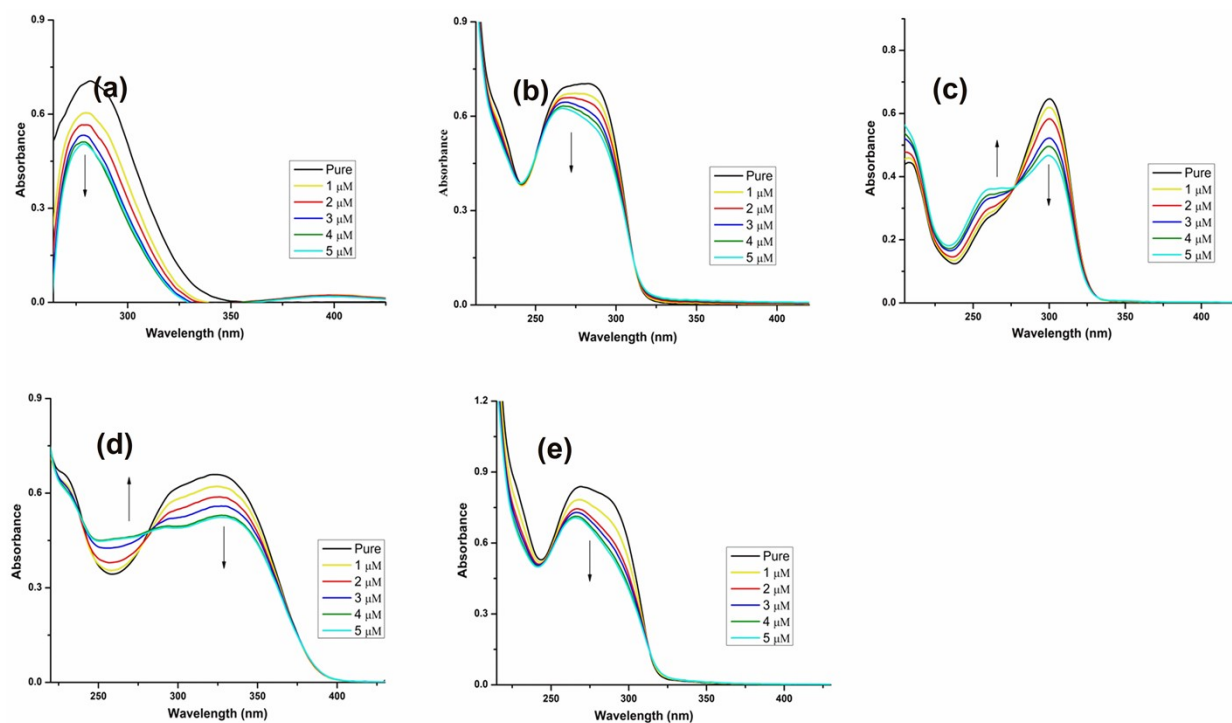 (a)
0.9
0.6
0.3
0.0
Absorbance
300
350
400
Wavelength (nm)
Pure
1 μM
2 μM
3 μM
4 μM
5 μM
(b)
0.9
0.6
0.3
0.0
Absorbance
250
300
350
400
Wavelength (nm)
Pure
1 μM
2 μM
3 μM
4 μM
5 μM
(c)
0.8
0.6
0.4
0.2
0.0
Absorbance
250
300
350
400
Wavelength (nm)
Pure
1 μM
2 μM
3 μM
4 μM
5 μM
(d)
0.9
0.6
0.3
0.0
Absorbance
250
300
350
400
Wavelength (nm)
Pure
1 μM
2 μM
3 μM
4 μM
5 μM
(e)
1.2
0.9
0.6
0.3
0.0
Absorbance
250
300
350
400
Wavelength (nm)
Pure
1 μM
2 μM
3 μM
4 μM
5 μM